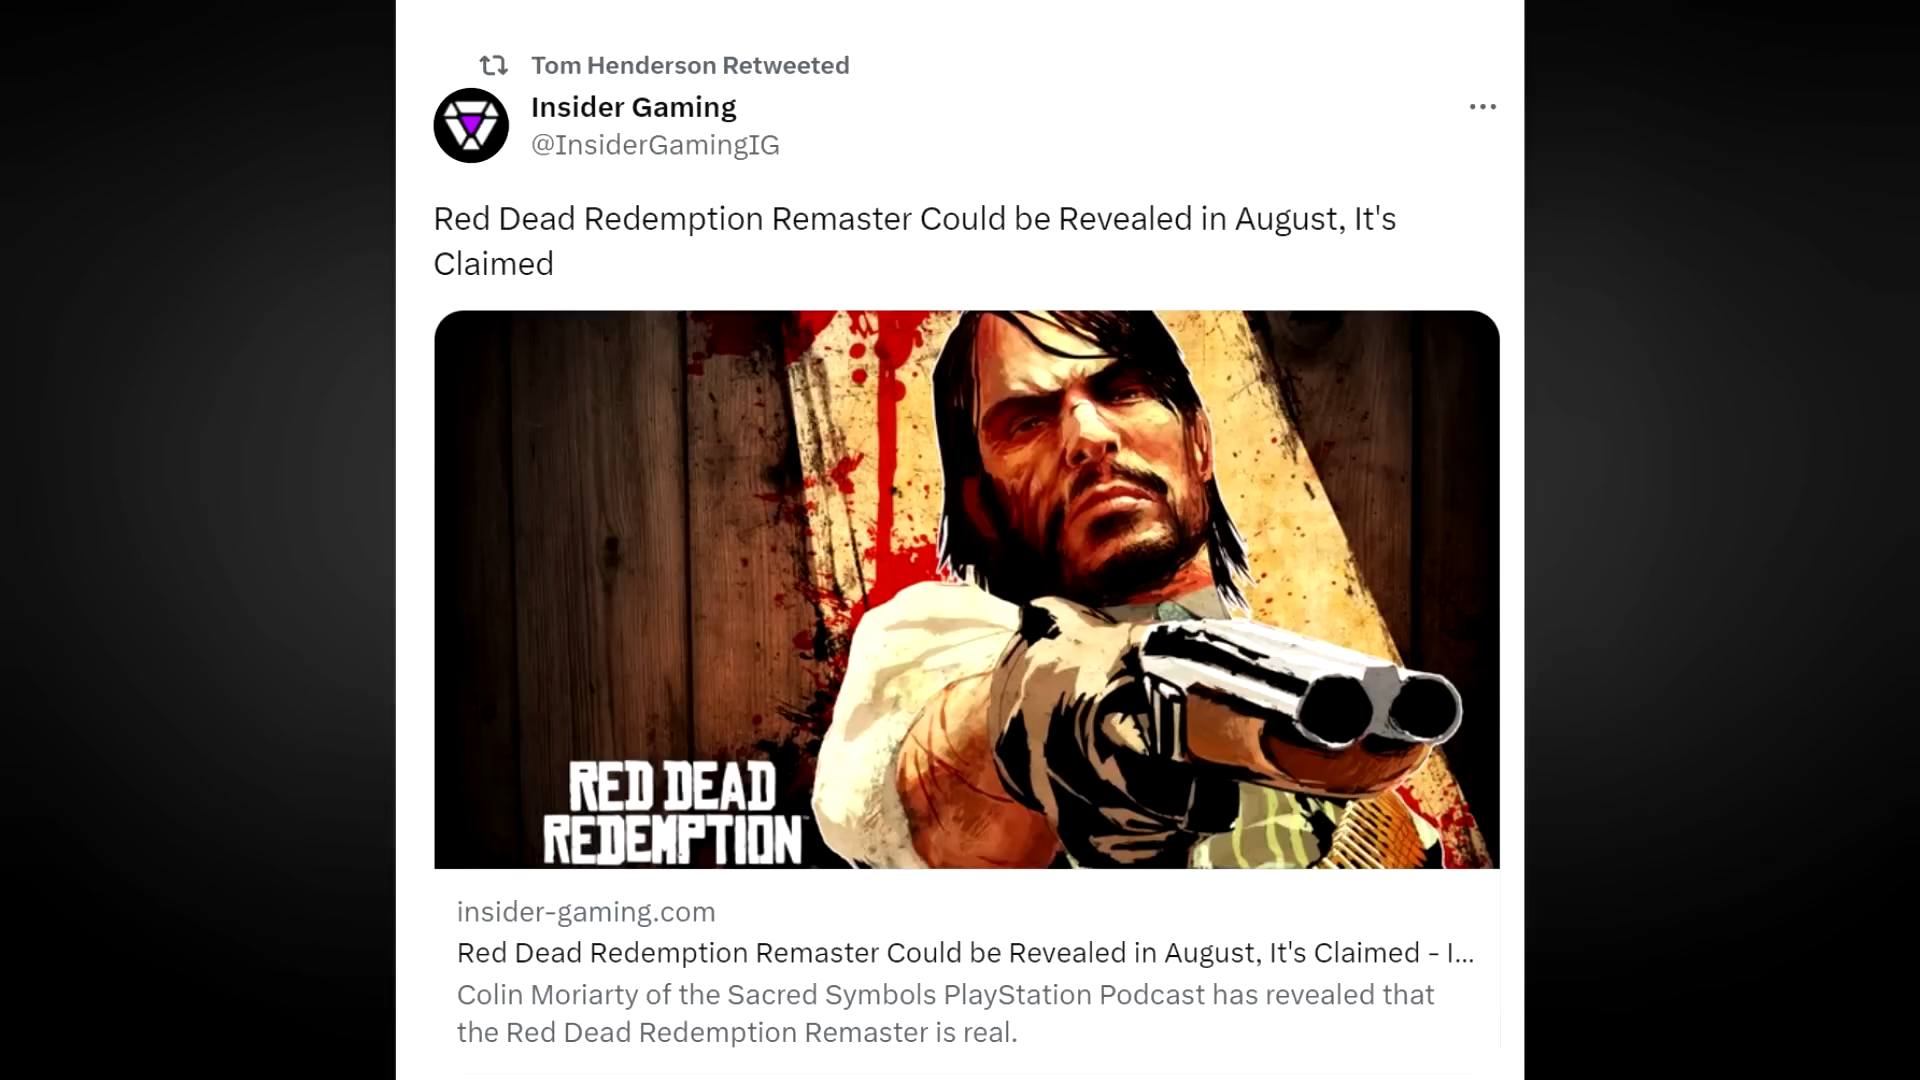 Tom Henderson Retweeted
Insider Gaming
@InsiderGamingIG
Red Dead Redemption Remaster Could be Revealed in August, It's
Claimed
RED DEAD
REDEMPTION
insider-gaming.com
Red Dead Redemption Remaster Could be Revealed in August, It's Claimed - I...
Colin Moriarty of the Sacred Symbols PlayStation Podcast has revealed that
the Red Dead Redemption Remaster is real.